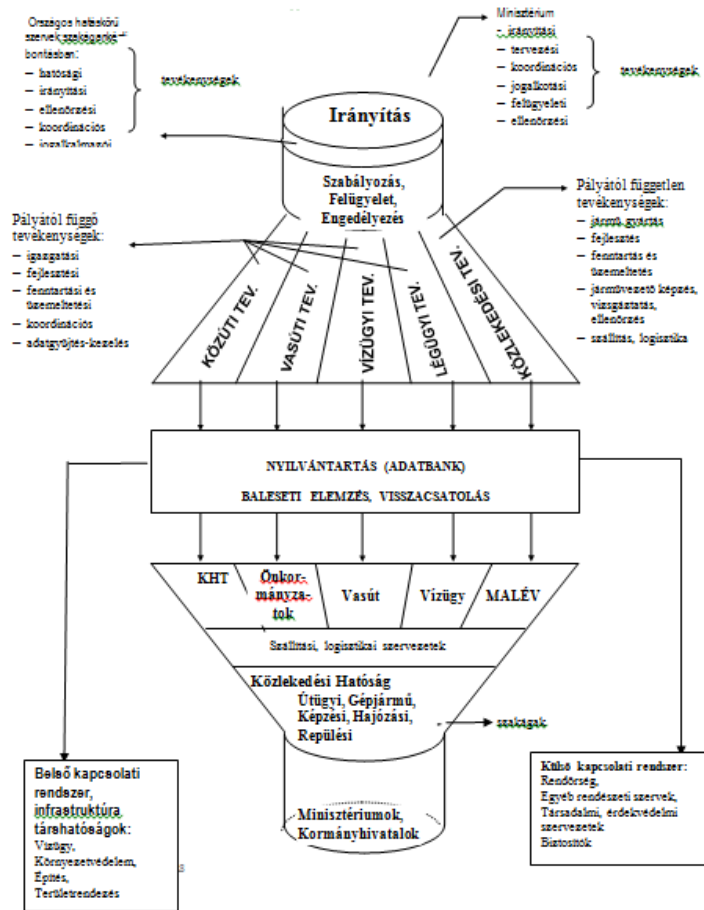 Országos hatáskörű
szervek szakágankénti
bontásban:
– hatósági
– irányítási
– ellenőrzési
– koordinációs
– jogalkalmazói
tevékenységek
Minisztérium
- irányítási
– tervezési
– koordinációs
– jogalkotási
– felügyeleti
– ellenőrzési
tevékenységek
Irányítás
Szabályozás,
Felügyelet,
Engedélyezés
Pályától függő
tevékenységek:
– igazgatási
– fejlesztési
– fenntartási és
üzemeltetési
– koordinációs
– adatgyűjtés-kezelés
Pályától független
tevékenységek:
– jármű gyártás
– fejlesztés
– fenntartás és
üzemeltetés
– járművezető képzés,
vizsgáztatás,
ellenőrzés
– szállítás, logisztika
KÖZÚTI TEV.
VASÚTI TEV.
VÍZÜGYI TEV.
LÉGÜGYI TEV.
KÖZLEKEDÉSI TEV.
NYILVÁNTARTÁS (ADATBANK)
BALESETI ELEMZÉS, VISSZACSATOLÁS
KHT
Önkor-
mányza-
tok
Vasút
Vízügy
MALÉV
Szállítási, logisztikai szervezetek
Közlekedési Hatóság
Útügyi, Gépjármű,
Képzési, Hajózási,
Repülési
szakágak
Minisztériumok,
Kormányhivatalok
Belső kapcsolati
rendszer,
infrastruktúra
társhatóságok:
Vízügy,
Környezetvédelem,
Építés,
Területrendezés
s
Külső kapcsolati rendszer:
Rendőrség,
Egyéb rendészeti szervek,
Társadalmi, érdekvédelmi
szervezetek
Biztosítók